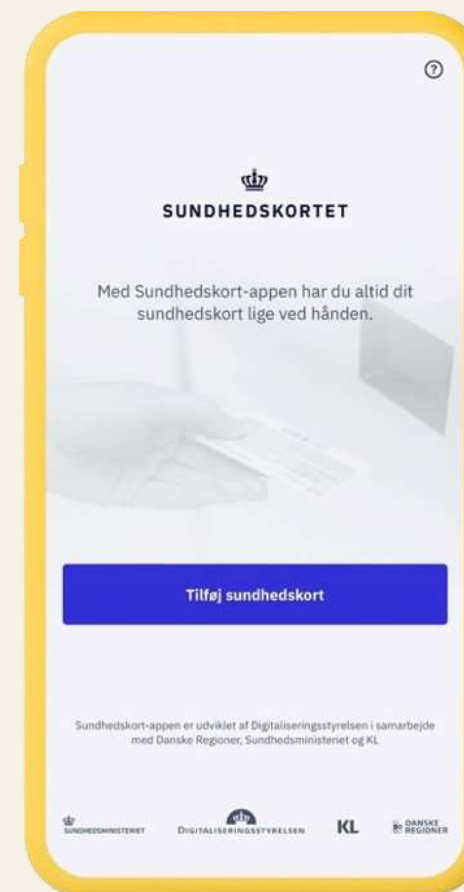 SUNDHEDSKORTET
Med Sundhedskort-appen har du altid dit
sundhedskort lige ved hånden.
Tilføj sundhedskort
Sundhedskort-appen er udviklet af Digitaliseringsstyrelsen i samarbejde
med Danske Regioner, Sundhedsministeriet og KL
SUNDHEDSMINISTERIET
DIGITALISERINGSSTYRELSEN
KL
DANSKE
REGIONER